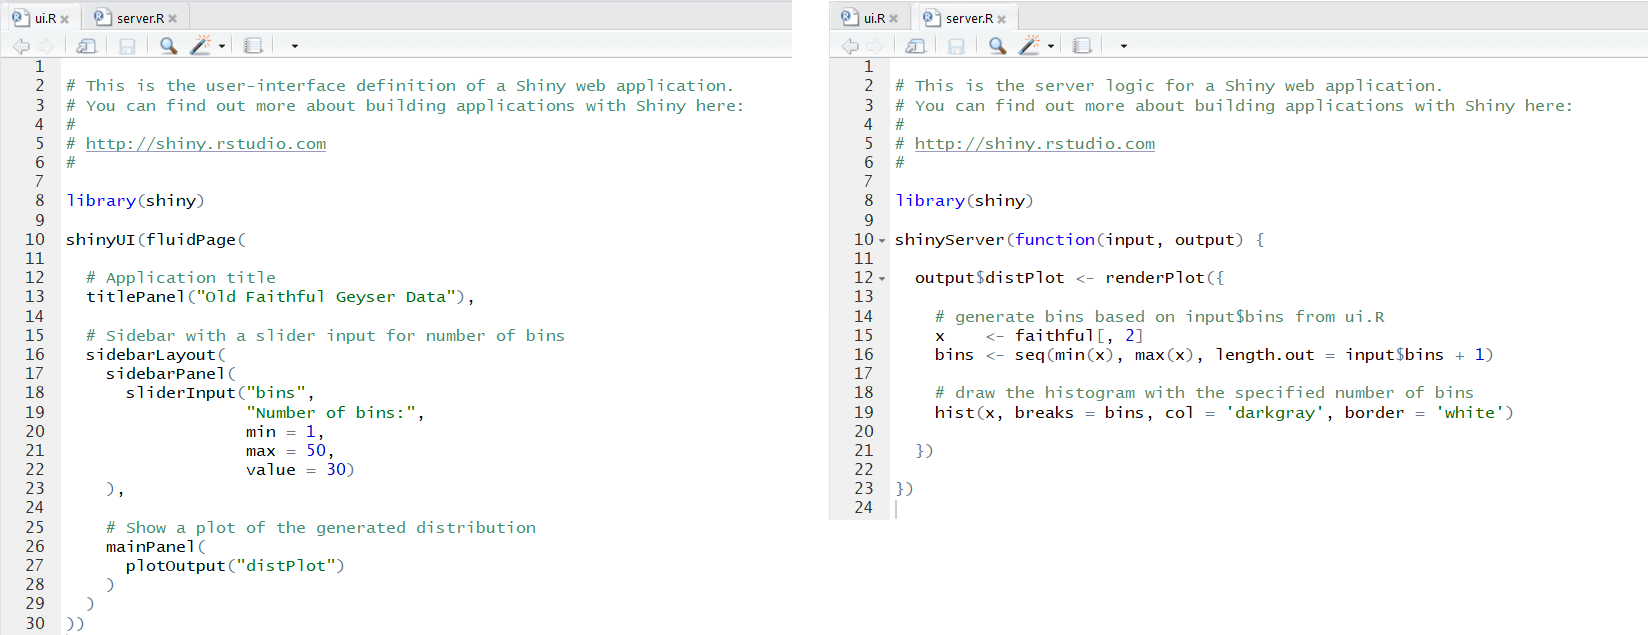 ui.R × server.R ×
1
2 # This is the user-interface definition of a Shiny web application.
3 # You can find out more about building applications with Shiny here:
4 #
5 # http://shiny.rstudio.com
6 #
7
8 library(shiny)
9
10 shinyUI(fluidPage(
11
12   # Application title
13   titlePanel("Old Faithful Geyser Data"),
14
15   # Sidebar with a slider input for number of bins
16   sidebarLayout(
17     sidebarPanel(
18       sliderInput("bins",
19                   "Number of bins:",
20                   min = 1,
21                   max = 50,
22                   value = 30)
23     ),
24
25     # Show a plot of the generated distribution
26     mainPanel(
27       plotOutput("distPlot")
28     )
29   )
30 ))
ui.R × server.R ×
1
2 # This is the server logic for a Shiny web application.
3 # You can find out more about building applications with Shiny here:
4 #
5 # http://shiny.rstudio.com
6 #
7
8 library(shiny)
9
10 shinyServer(function(input, output) {
11
12   output$distPlot <- renderPlot({
13
14     # generate bins based on input$bins from ui.R
15     x    <- faithful[, 2]
16     bins <- seq(min(x), max(x), length.out = input$bins + 1)
17
18     # draw the histogram with the specified number of bins
19     hist(x, breaks = bins, col = 'darkgray', border = 'white')
20
21   })
22
23 })
24